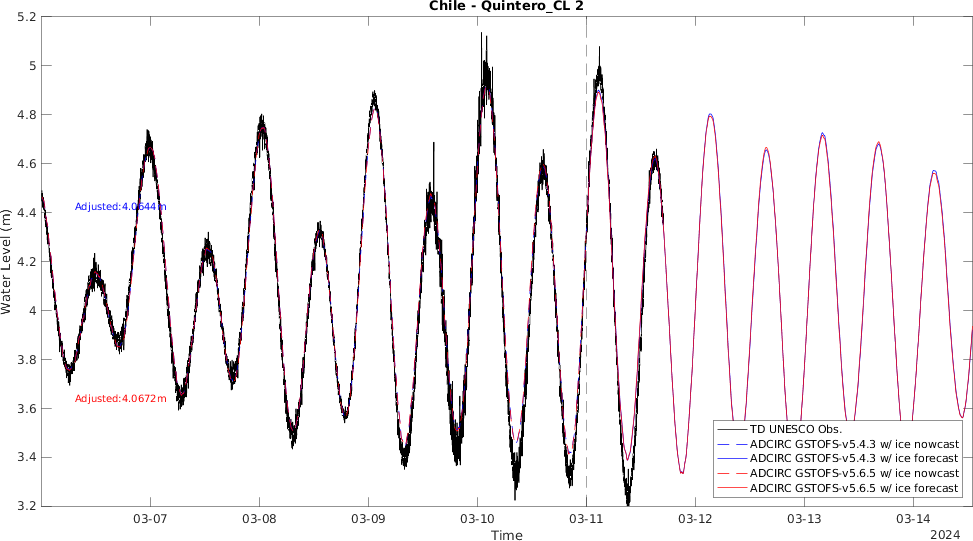 Chile - Quintero_CL 2
5.2
5
4.8
4.6
4.4
4.2
4
3.8
3.6
3.4
3.2
Water Level (m)
Adjusted:4.0644m
Adjusted:4.0672m
TD UNESCO Obs.
ADCIRC GSTOFS-v5.4.3 w/ ice nowcast
ADCIRC GSTOFS-v5.4.3 w/ ice forecast
ADCIRC GSTOFS-v5.6.5 w/ ice nowcast
ADCIRC GSTOFS-v5.6.5 w/ ice forecast
03-07 03-08 03-09 03-10 03-11 03-12 03-13 03-14
Time
2024